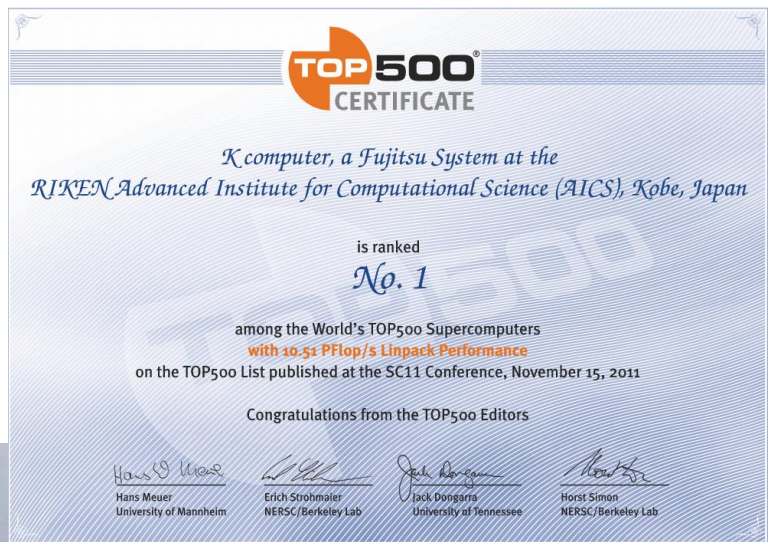 TOP 500®
CERTIFICATE
K computer, a Fujitsu System at the
RIKEN Advanced Institute for Computational Science (AICS), Kobe, Japan
is ranked
No. 1
among the World's TOP500 Supercomputers
with 10.51 PFlop/s Linpack Performance
on the TOP500 List published at the SC11 Conference, November 15, 2011
Congratulations from the TOP500 Editors
Hans Meuer Erich Strohmaier Jack Dongarra Horst Simon
University of Mannheim NERSC/Berkeley Lab University of Tennessee NERSC/Berkeley Lab